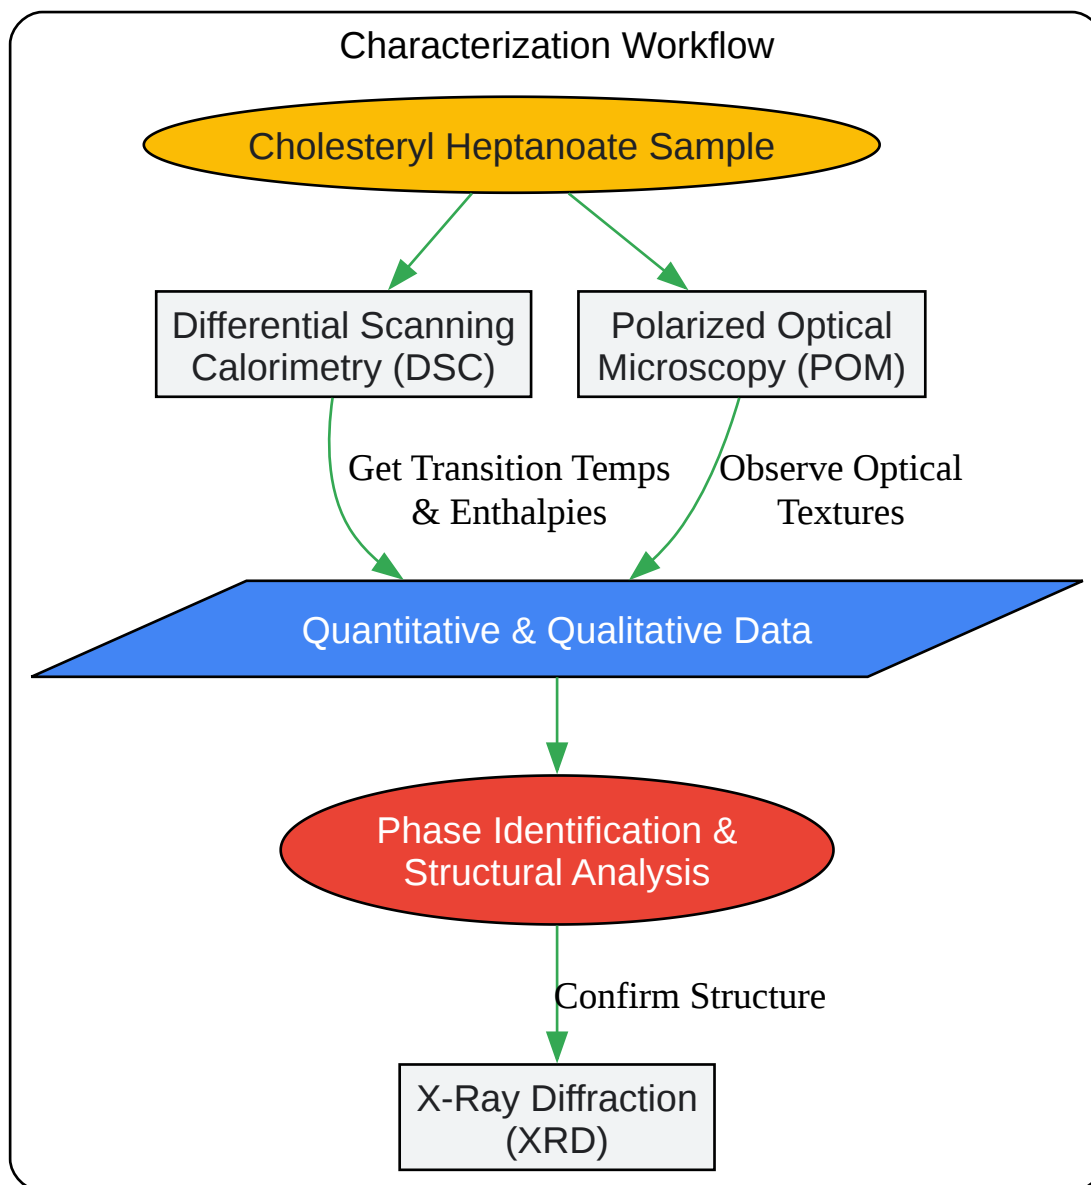 Characterization Workflow
Cholesteryl Heptanoate Sample
Differential Scanning
Calorimetry (DSC)
Polarized Optical
Microscopy (POM)
Get Transition Temps
& Enthalpies
Observe Optical
Textures
Quantitative & Qualitative Data
Phase Identification &
Structural Analysis
Confirm Structure
X-Ray Diffraction
(XRD)